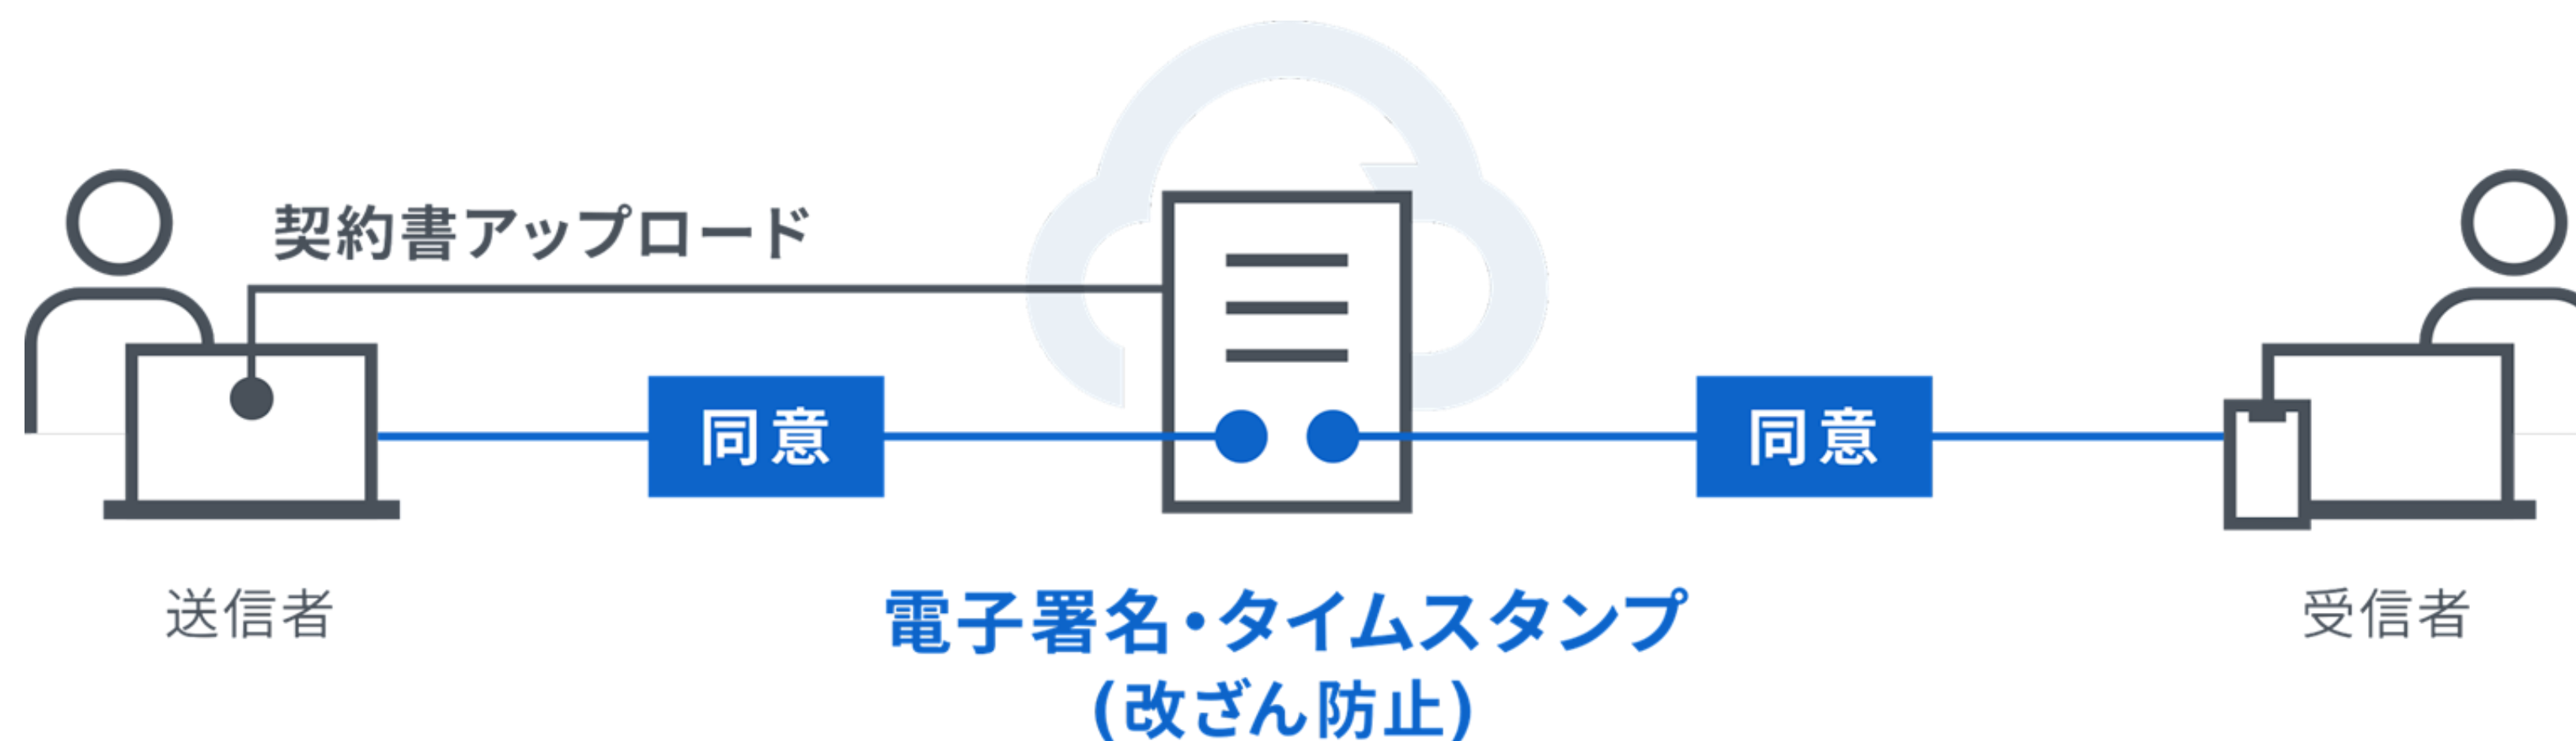 契約書アップロード
同意
同意
送信者
電子署名・タイムスタンプ
(改ざん防止)
受信者